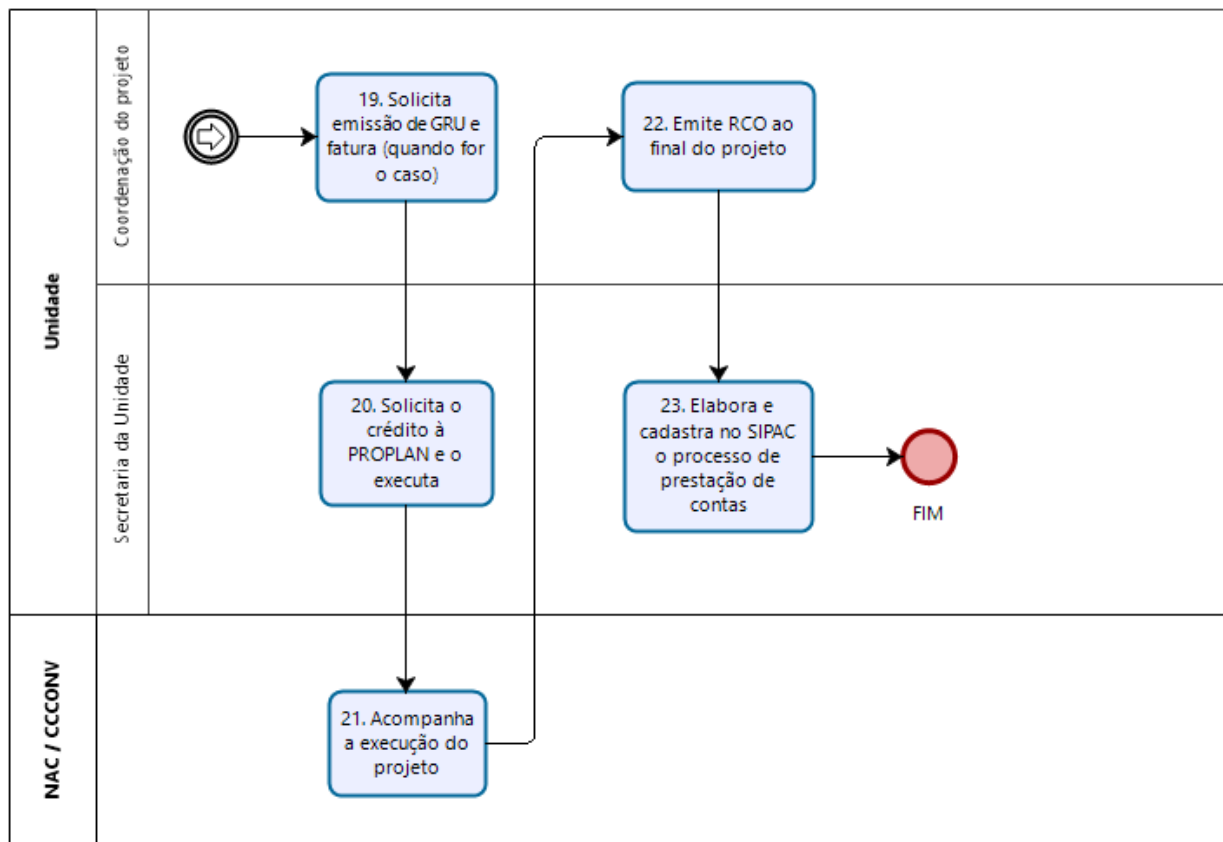 Unidade
Coordenação do projeto
19. Solicita
emissão de GRU e
fatura (quando for
o caso)
22. Emite RCO ao
final do projeto
Secretaria da Unidade
20. Solicita o
crédito à
PROPLAN e o
executa
23. Elabora e
cadastra no SIPAC
o processo de
prestação de
contas
FIM
NAC / CCCONV
21. Acompanha
a execução do
projeto